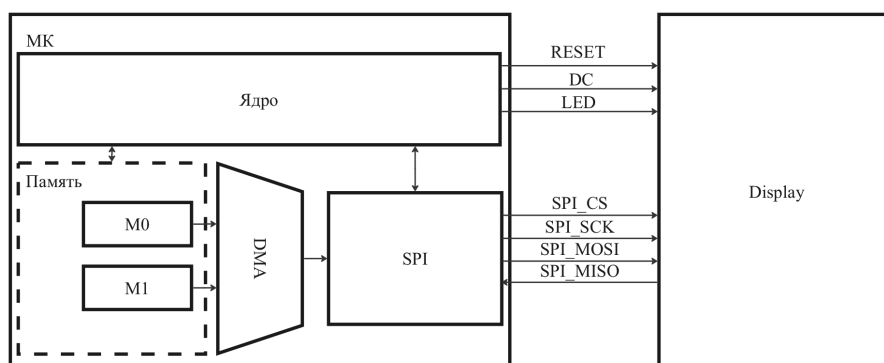 МК
RESET
Ядро
DC
LED
Память
M0
M1
DMA
SPI
SPI_CS
SPI_SCK
SPI_MOSI
SPI_MISO
Display